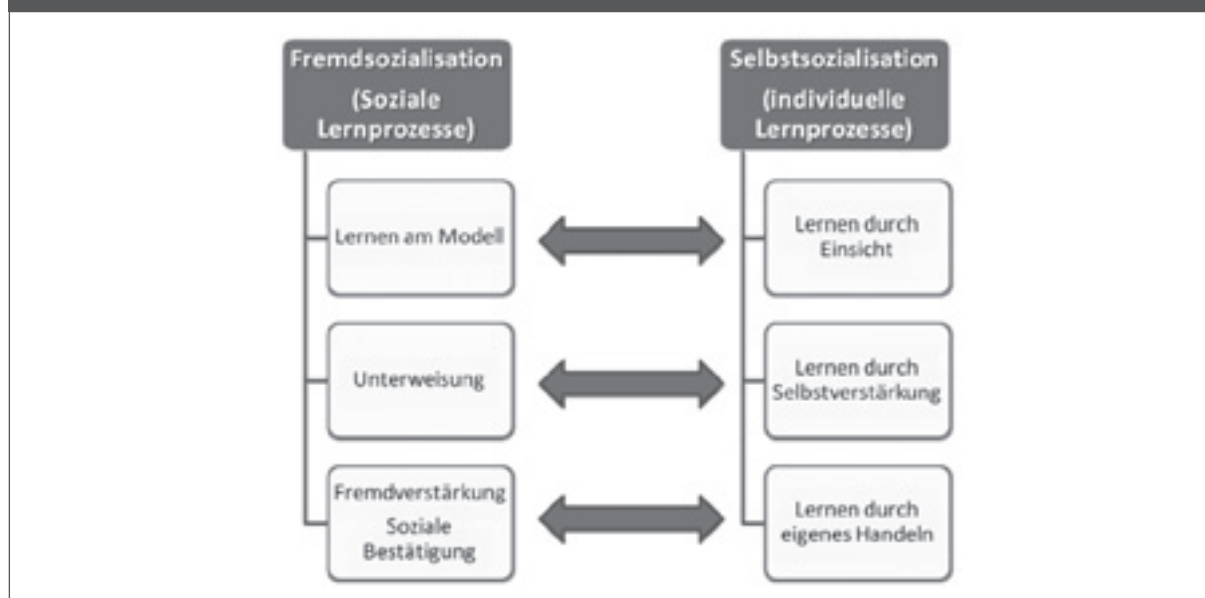 Fremdsozialisation
(Soziale
Lernprozesse)
Lernen am Modell
Unterweisung
Fremdverstärkung
Soziale
Bestätigung
Selbstsozialisation
(individuelle
Lernprozesse)
Lernen durch
Einsicht
Lernen durch
Selbstverstärkung
Lernen durch
eigenes Handeln